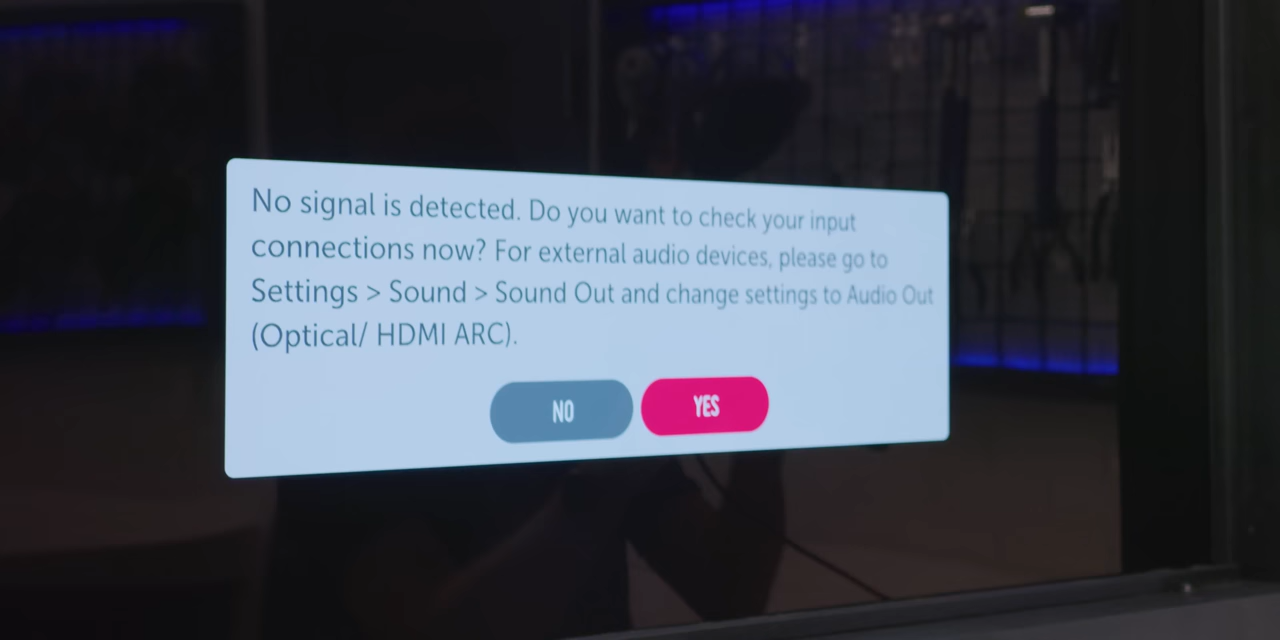 No signal is detected. Do you want to check your input
connections now? For external audio devices, please go to
Settings > Sound > Sound Out and change settings to Audio Out
(Optical/ HDMI ARC).
NO YES